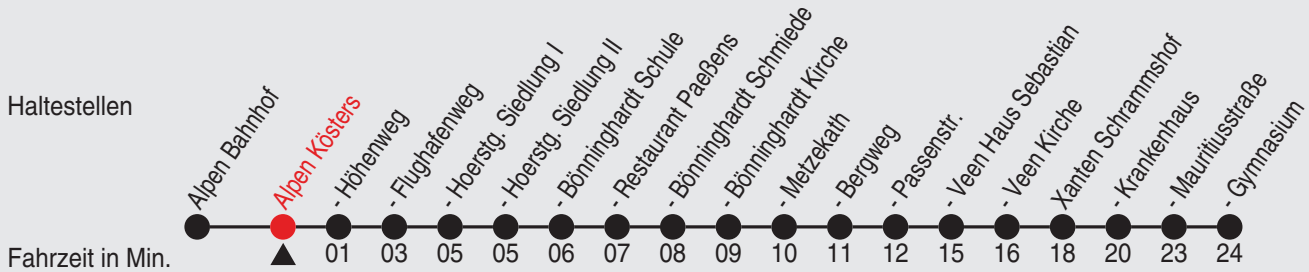 Haltestellen
Alpen Bahnhof
Alpen Kösters
- Höhenweg
- Flughafenweg
- Hoerstg. Siedlung I
- Hoerstg. Siedlung II
- Bönninghardt Schule
- Restaurant Paeßens
- Bönninghardt Schmiede
- Bönninghardt Kirche
- Metzekath
- Bergweg
- Passenstr.
- Veen Haus Sebastian
- Veen Kirche
Xanten Schrammshof
- Krankenhaus
- Mauritiusstraße
- Gymnasium
Fahrzeit in Min. 01 03 05 05 06 07 08 09 10 11 12 15 16 18 20 23 24